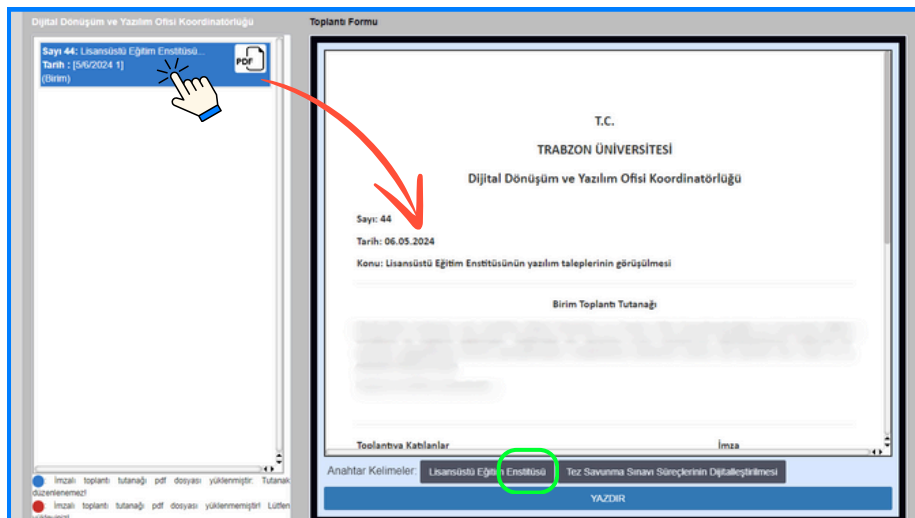 Dijital Dönüşüm ve Yazılım Ofisi Koordinatörlüğü
Toplantı Formu
Sayı 44: Lisansüstü Eğitim Enstitüsü...
Tarih : [5/6/2024 1]
(Birim)
PDF
T.C.
TRABZON ÜNİVERSİTESİ
Dijital Dönüşüm ve Yazılım Ofisi Koordinatörlüğü
Sayı: 44
Tarih: 06.05.2024
Konu: Lisansüstü Eğitim Enstitüsünün yazılım taleplerinin görüşülmesi
Birim Toplantı Tutanağı
Toplantıya Katılanlar İmza
Anahtar Kelimeler: Lisansüstü Eğitim Enstitüsü Tez Savunma Sınavı Süreçlerinin Dijitalleştirilmesi
YAZDIR
İmzalı toplantı tutanağı pdf dosyası yüklenmiştir. Tutanak
düzenlenemez!
İmzalı toplantı tutanağı pdf dosyası yüklenmemiştir! Lütfen